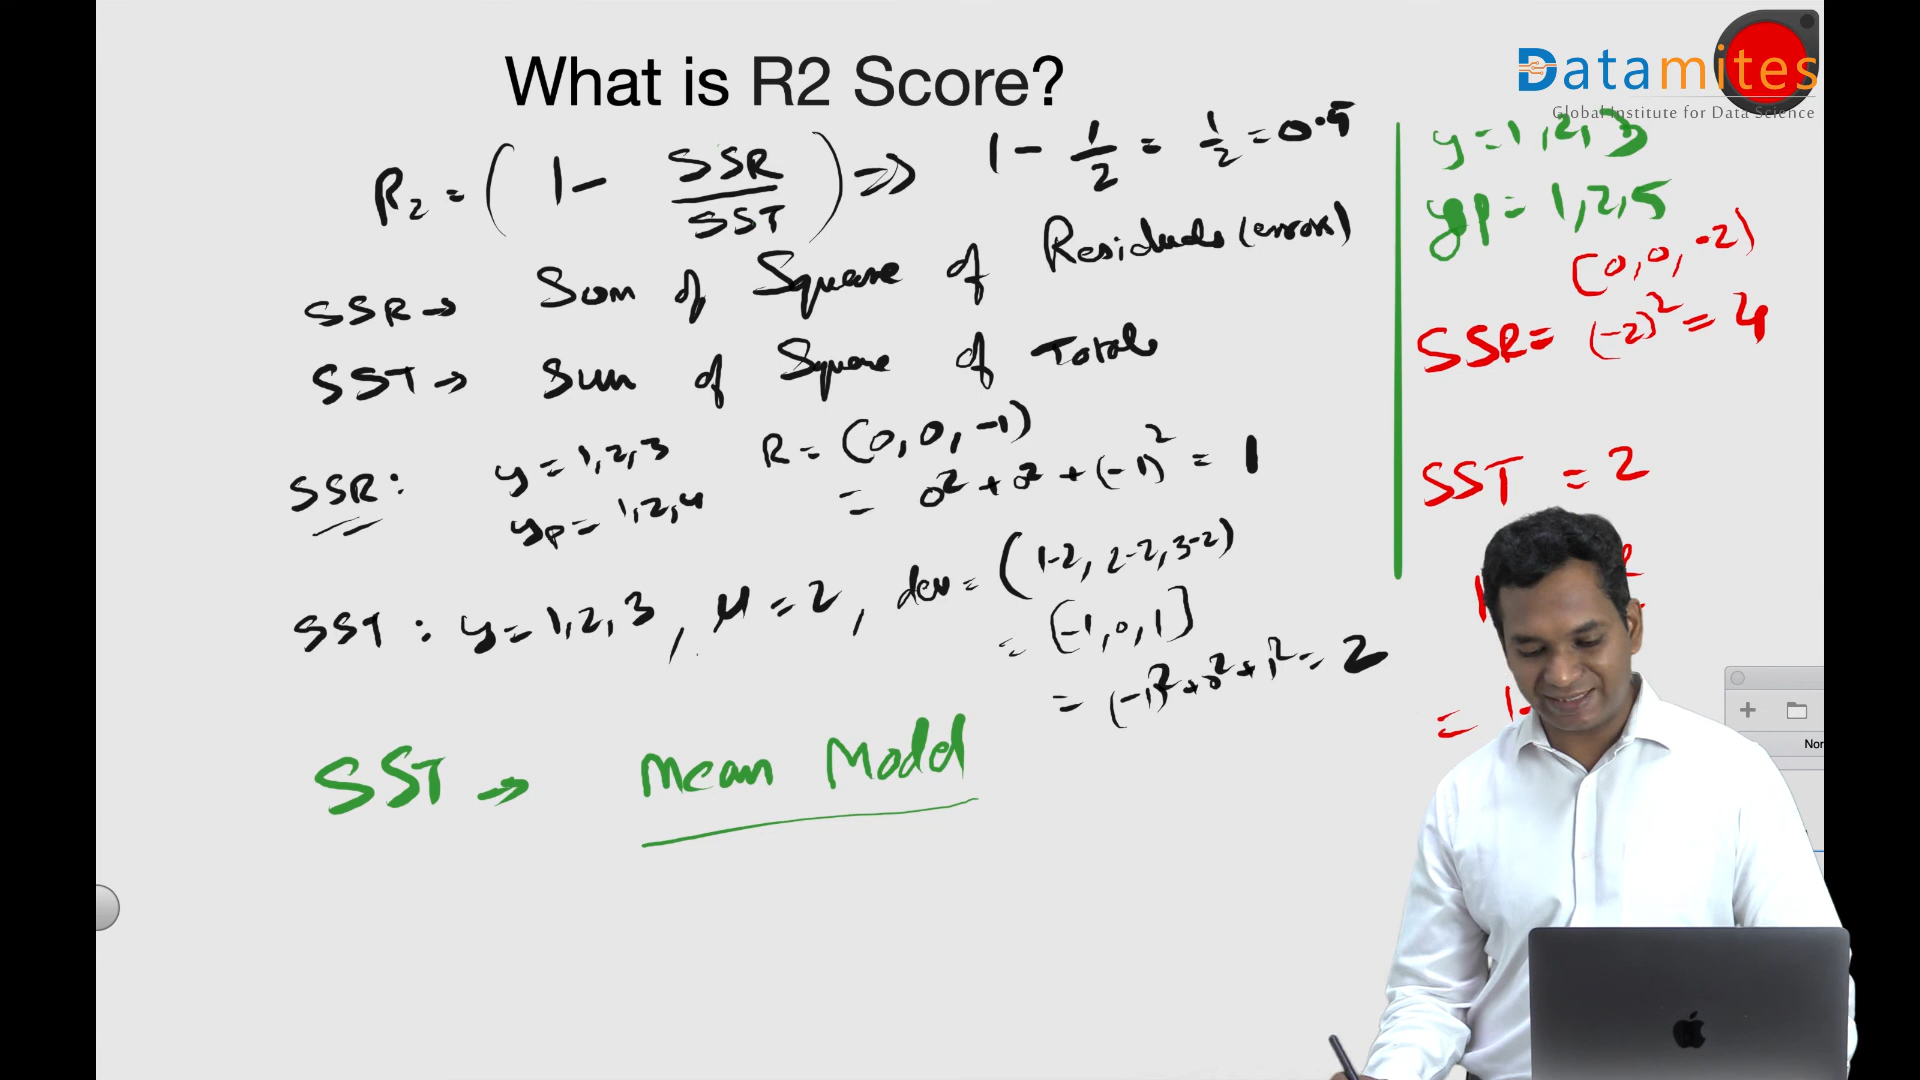 What is R2 Score?
Datamites
Global Institute for Data Science
R2 = ( 1 - SSR/SST ) => 1 - 1/2 = 1/2 = 0.5
SSR → Sum of Square of Residuals (errors)
SST → Sum of Square of Totals
SSR: y = 1,2,3 R = (0, 0, -1)
yp = 1,2,4 = 0² + 0² + (-1)² = 1
SST : y = 1,2,3 , μ = 2 , dev = (1-2, 2-2, 3-2)
= [-1, 0, 1]
= (-1)² + 0² + 1² = 2
SST → Mean Model
y = 1,2,3
yp = 1,2,5
[0, 0, -2)
SSR = (-2)² = 4
SST = 2
= 1-
Nor